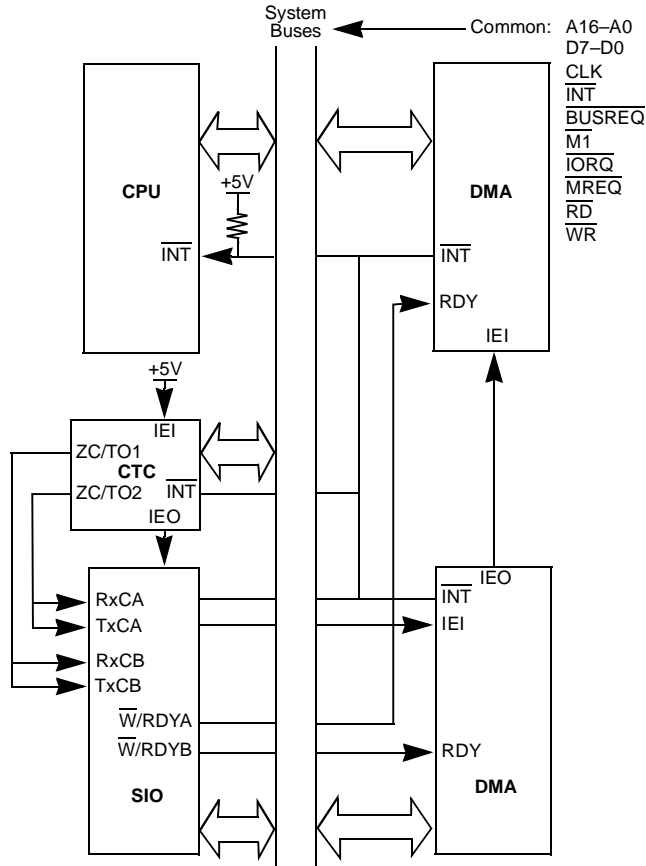 System
Buses
Common: A16–A0
D7–D0
CLK
INT
BUSREQ
M1
IORQ
MREQ
RD
WR
CPU
+5V
INT
DMA
INT
RDY
IEI
+5V
IEI
ZC/TO1
CTC
ZC/TO2
INT
IEO
RxCA
TxCA
RxCB
TxCB
W/RDYA
W/RDYB
SIO
IEO
INT
IEI
RDY
DMA